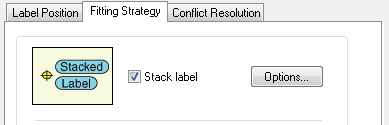 Label Position Fitting Strategy Conflict Resolution
Stacked
Label
Stack label
Options...